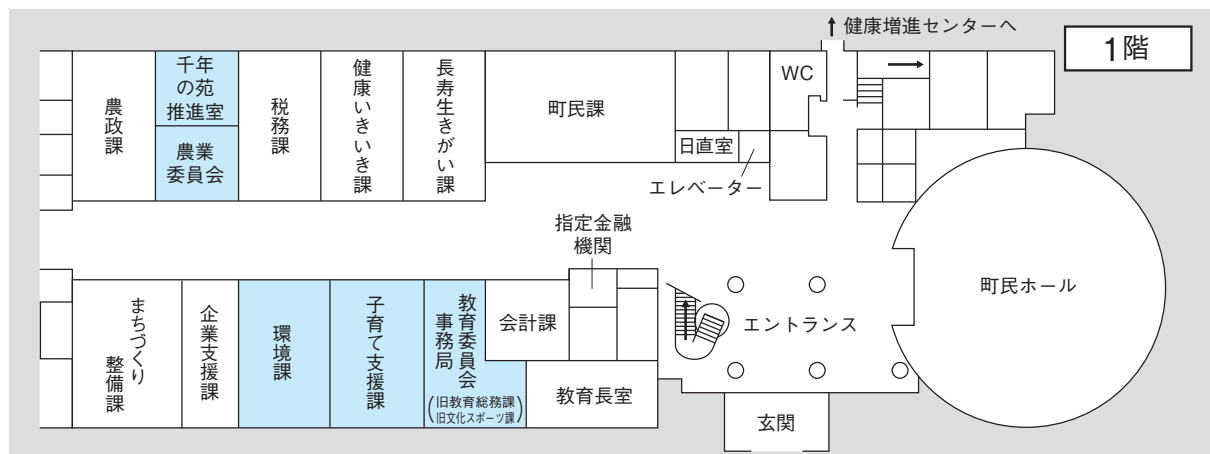 ↑健康増進センターへ
1階
農政課
千年
の苑
推進室
農業
委員会
税務課
健康いきいき課
長寿生きがい課
町民課
日直室
WC
エレベーター
指定金融
機関
まちづくり
整備課
企業支援課
環境課
子育て支援課
教育委員会
事務局
(旧教育総務課
旧文化スポーツ課)
会計課
教育長室
エントランス
玄関
町民ホール